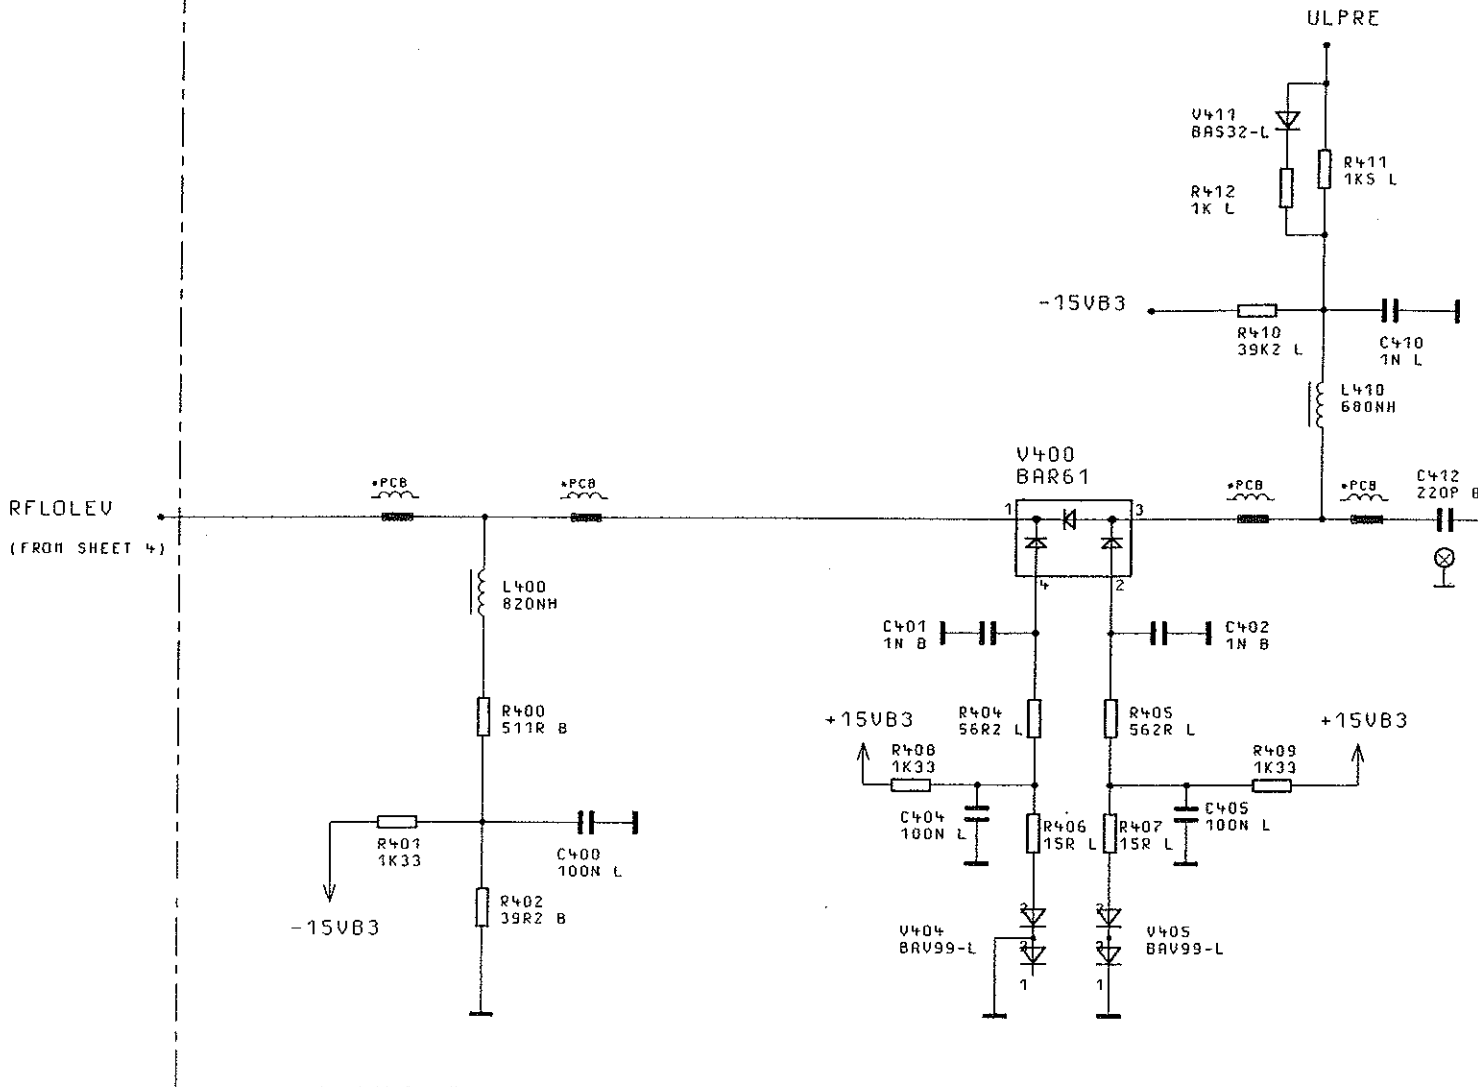 ULPRE
V411
BAS32-L
R411
1K5 L
R412
1K L
-15VB3
R410
39K2 L
C410
1N L
L410
680NH
V400
BAR61
*PCB
*PCB
*PCB
*PCB
C412
220P B
RFLOLEV
1
3
(FROM SHEET 4)
4
2
L400
820NH
C401
1N B
C402
1N B
R400
511R B
+15VB3
R404
56R2 L
R405
562R L
+15VB3
R408
1K33
R409
1K33
C404
100N L
R406
15R L
R407
15R L
C405
100N L
R401
1K33
C400
100N L
R402
39R2 B
-15VB3
V404
BAV99-L
V405
BAV99-L
1
1